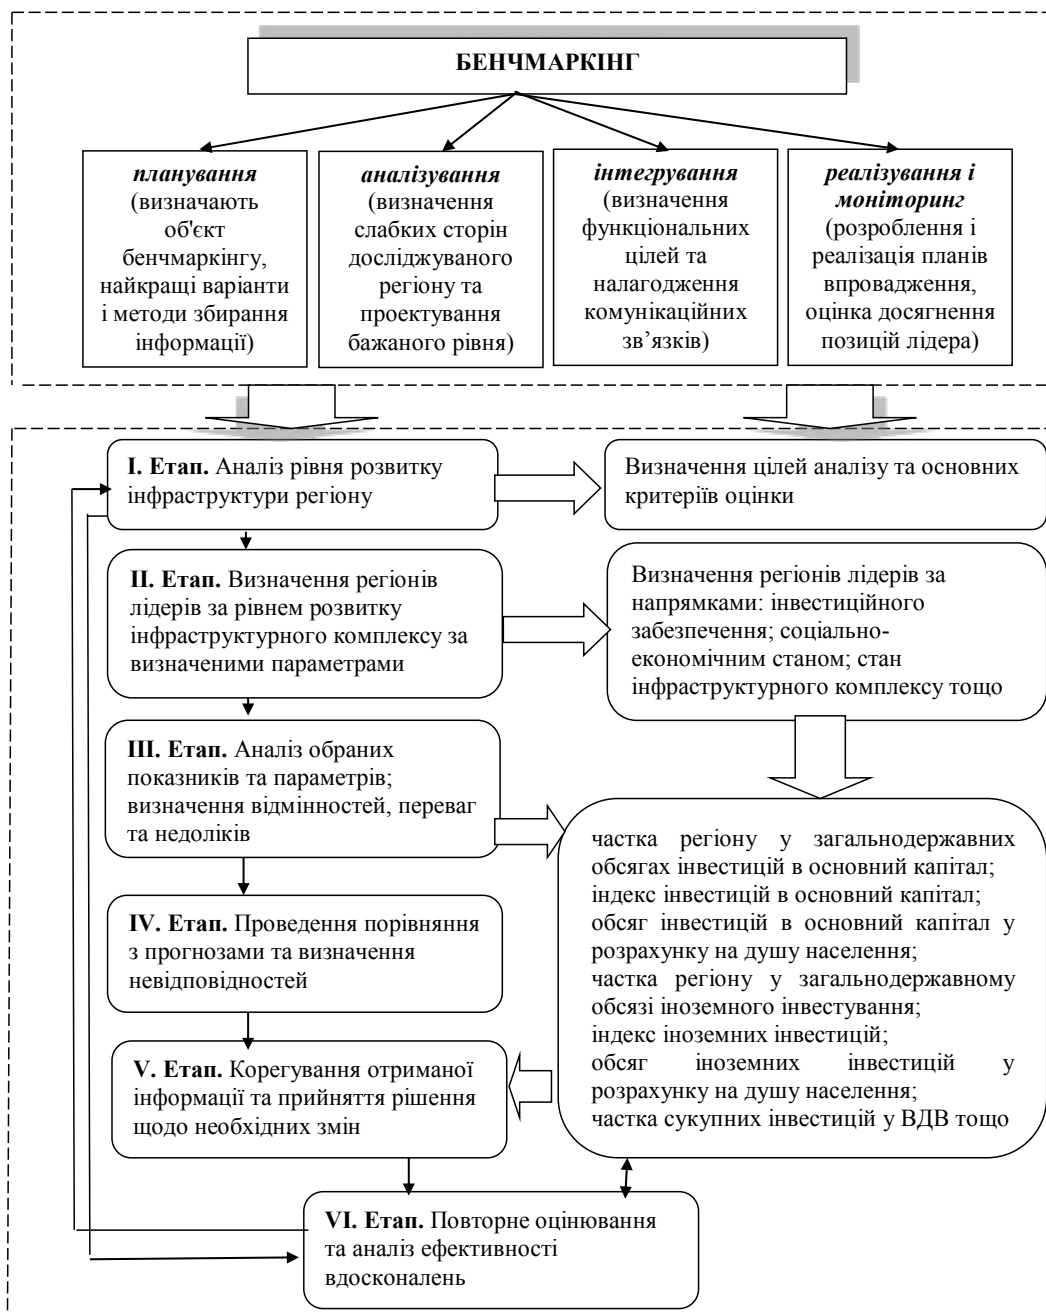 БЕНЧМАРКІНГ
планування
(визначають
об'єкт
бенчмаркінгу,
найкращі варіанти
і методи збирання
інформації)
аналізування
(визначення
слабких сторін
досліджуваного
регіону та
проектування
бажаного рівня)
інтегрування
(визначення
функціональних
цілей та
налагодження
комунікаційних
зв’язків)
реалізування і
моніторинг
(розроблення і
реалізація планів
впровадження,
оцінка досягнення
позицій лідера)
І. Етап. Аналіз рівня розвитку
інфраструктури регіону
Визначення цілей аналізу та основних
критеріїв оцінки
ІІ. Етап. Визначення регіонів
лідерів за рівнем розвитку
інфраструктурного комплексу за
визначеними параметрами
Визначення регіонів лідерів за
напрямками: інвестиційного
забезпечення; соціально-
економічним станом; стан
інфраструктурного комплексу тощо
ІІІ. Етап. Аналіз обраних
показників та параметрів;
визначення відмінностей, переваг
та недоліків
частка регіону у загальнодержавних
обсягах інвестицій в основний капітал;
індекс інвестицій в основний капітал;
обсяг інвестицій в основний капітал у
розрахунку на душу населення;
частка регіону у загальнодержавному
обсязі іноземного інвестування;
індекс іноземних інвестицій;
обсяг іноземних інвестицій у
розрахунку на душу населення;
частка сукупних інвестицій у ВДВ тощо
IV. Етап. Проведення порівняння
з прогнозами та визначення
невідповідностей
V. Етап. Корегування отриманої
інформації та прийняття рішення
щодо необхідних змін
VI. Етап. Повторне оцінювання
та аналіз ефективності
вдосконалень